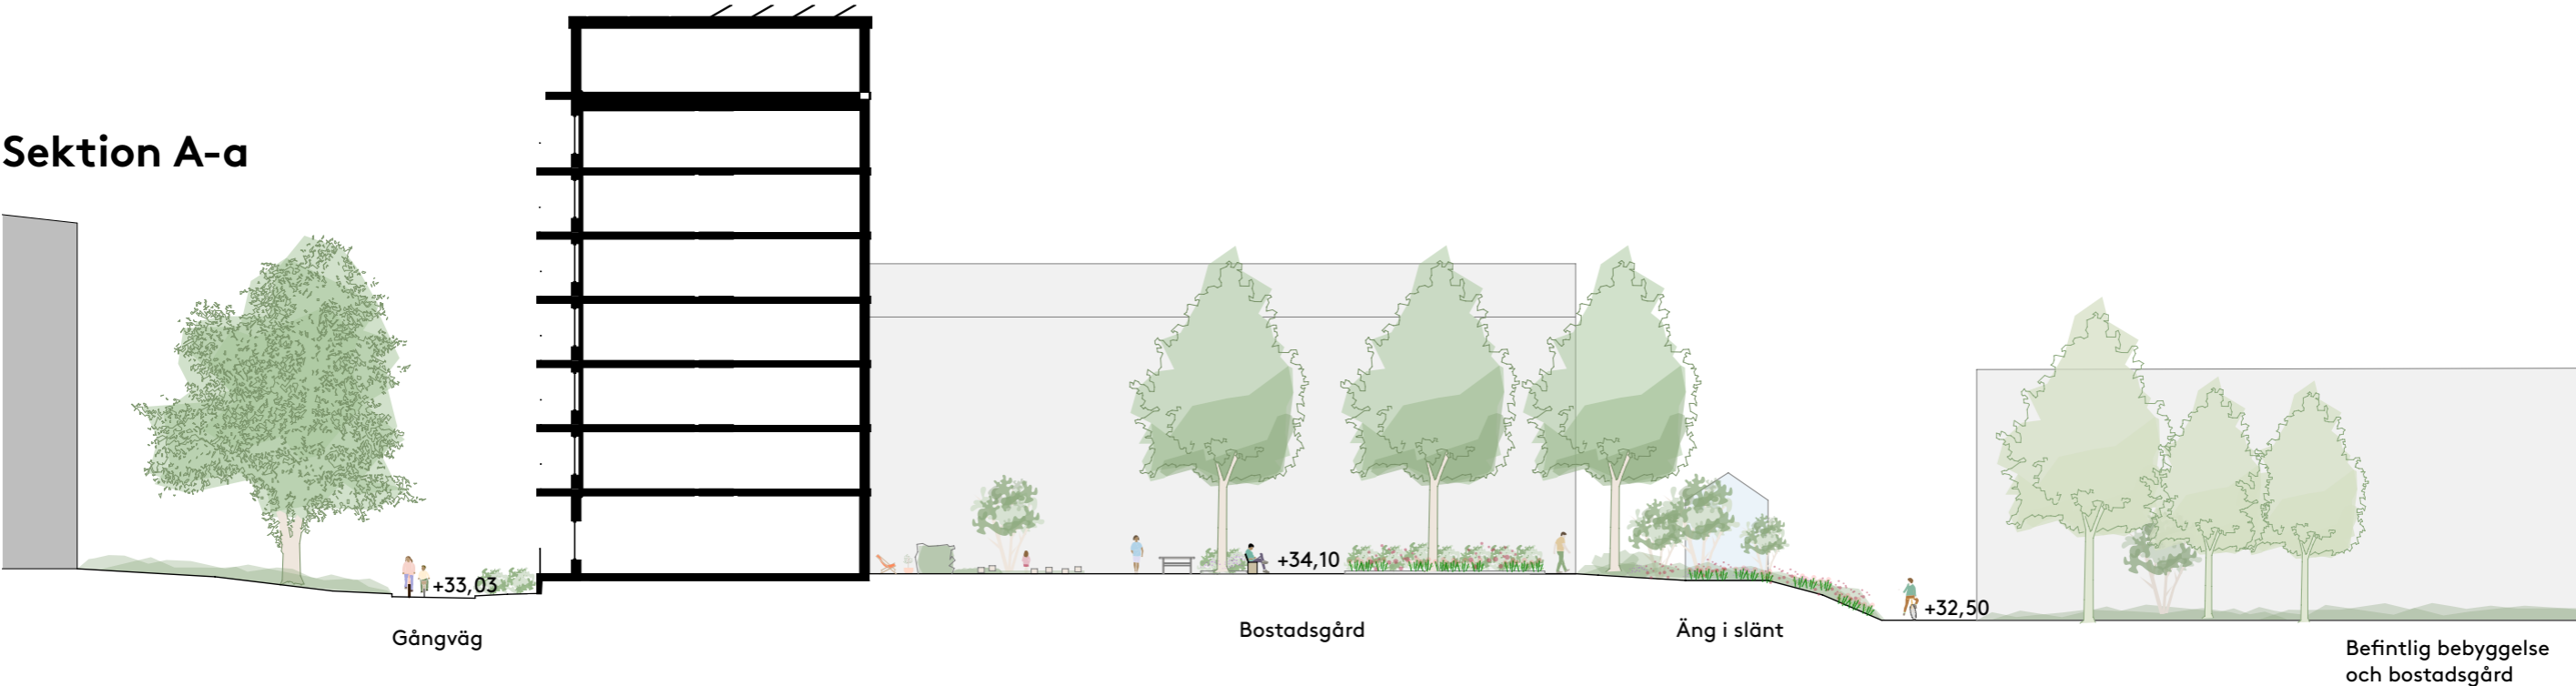 Sektion A-a
+33,03
+34,10
+32,50
Gångväg
Bostadsgård
Äng i slänt
Befintlig bebyggelse
och bostadsgård